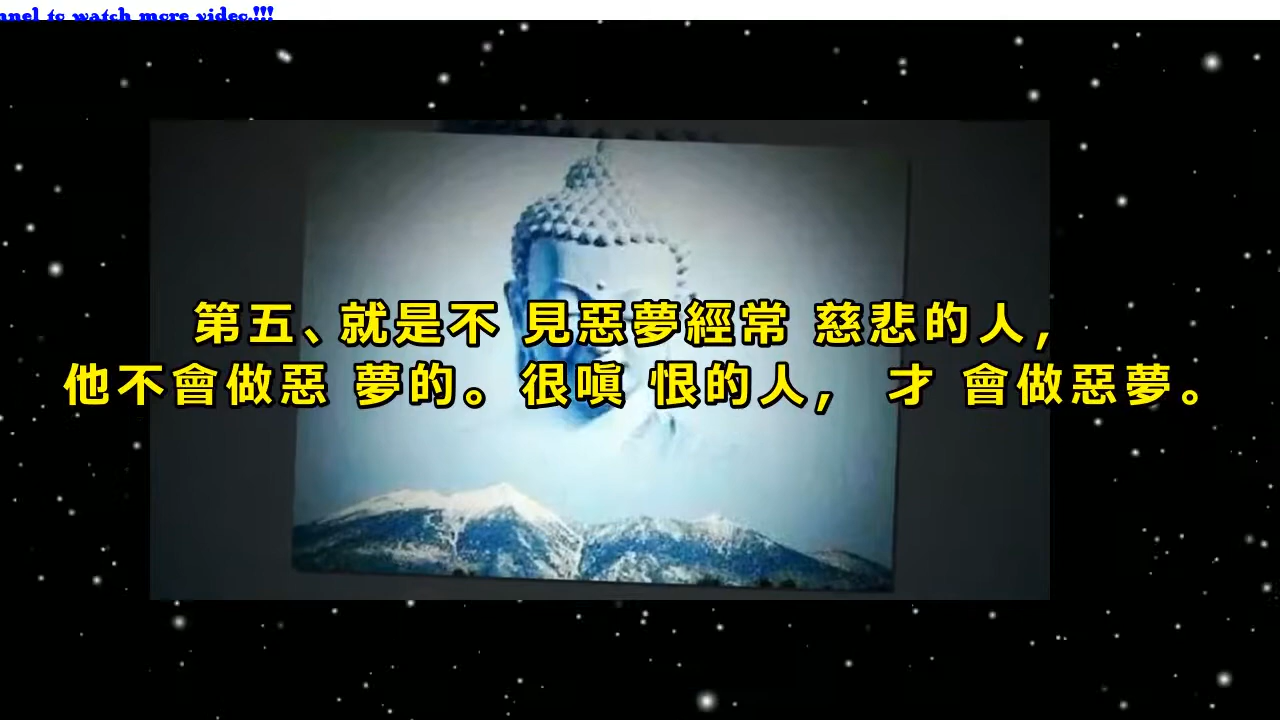 nnel to watch more video!!!
第五、就是不 見惡夢經常 慈悲的人，
他不會做惡 夢的。很嗔 恨的人， 才 會做惡夢。